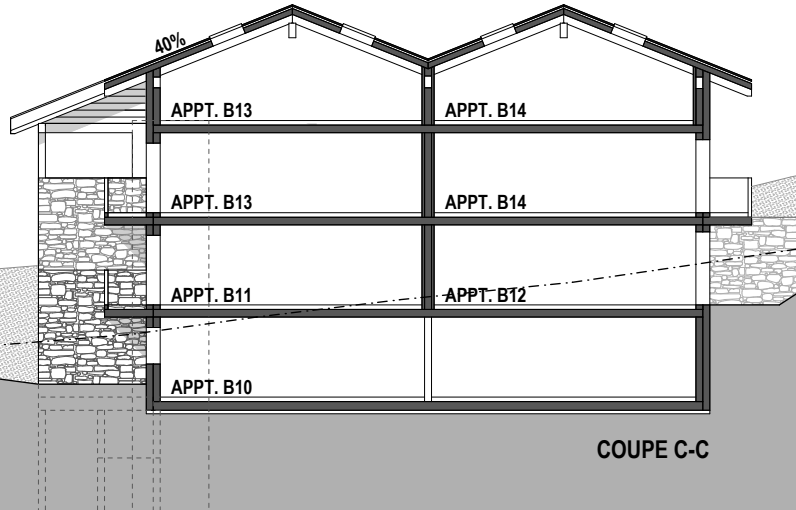 40%
APPT. B13
APPT. B14
APPT. B13
APPT. B14
APPT. B11
APPT. B12
APPT. B10
COUPE C-C